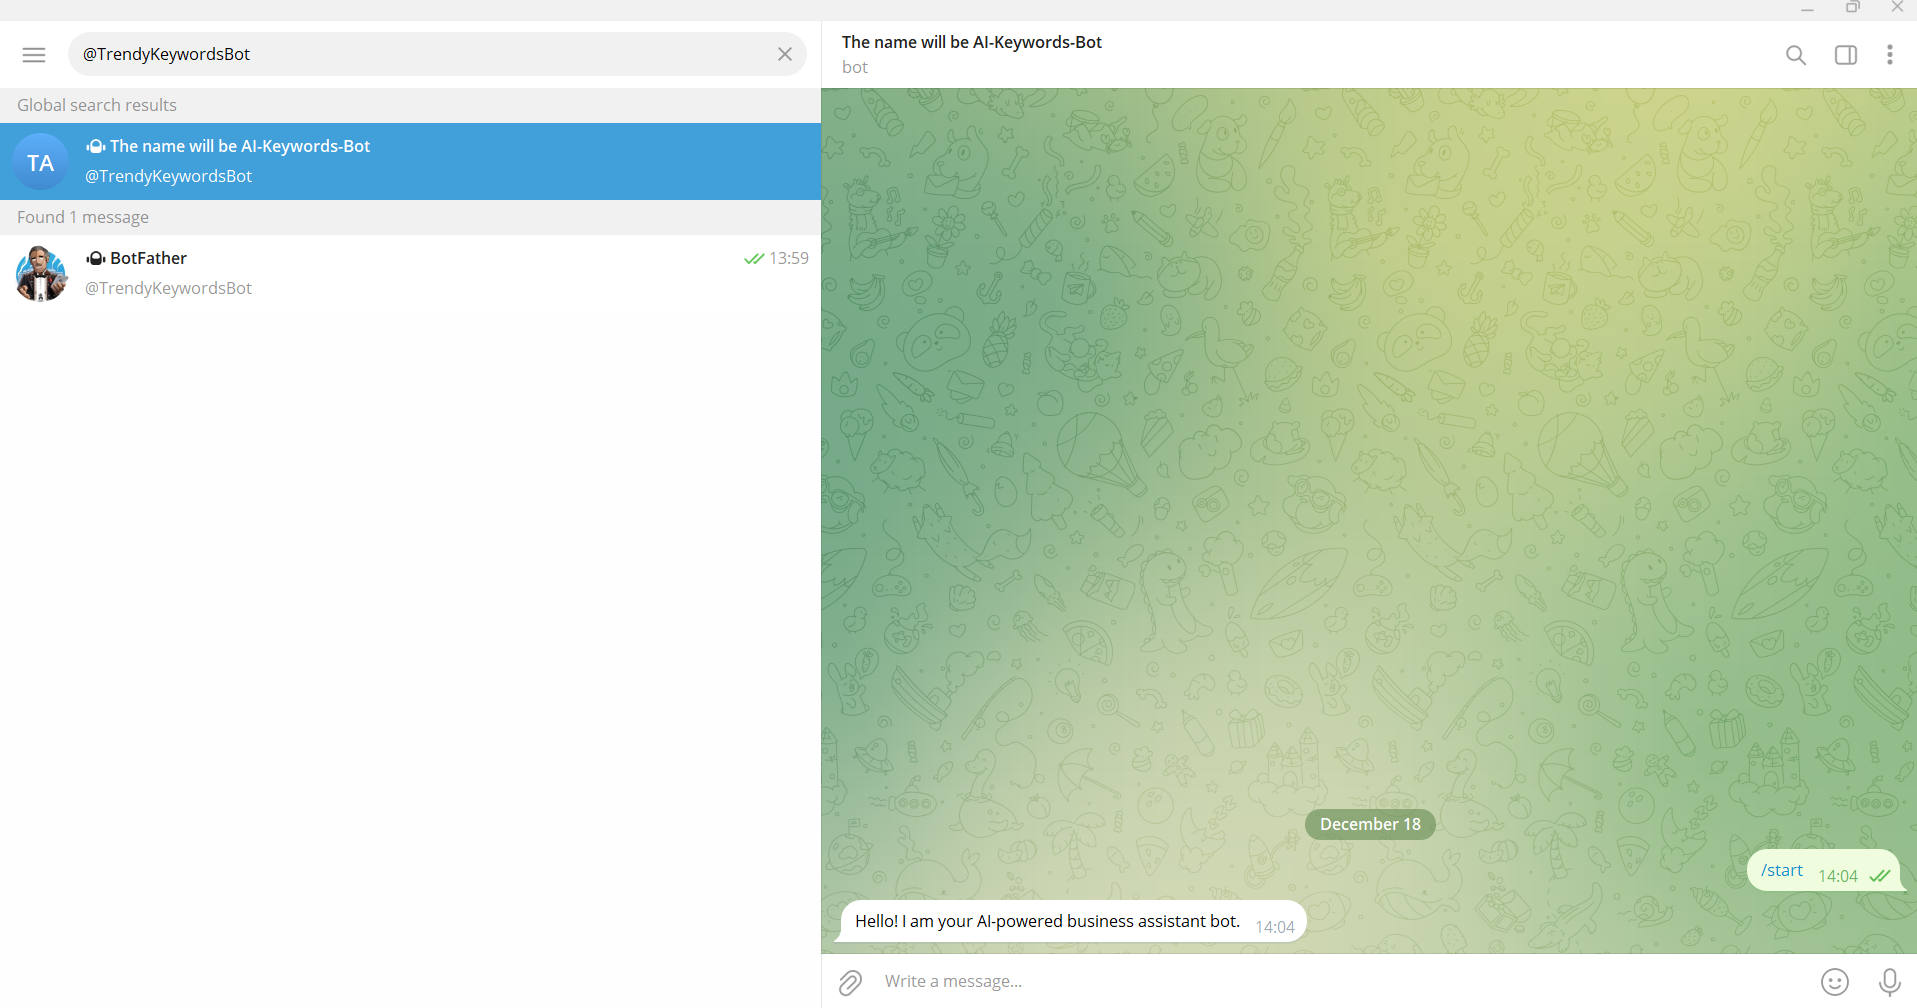 @TrendyKeywordsBot
Global search results
TA
The name will be AI-Keywords-Bot
@TrendyKeywordsBot
Found 1 message
BotFather
13:59
@TrendyKeywordsBot
The name will be AI-Keywords-Bot
bot
December 18
/start 14:04
Hello! I am your AI-powered business assistant bot. 14:04
Write a message...